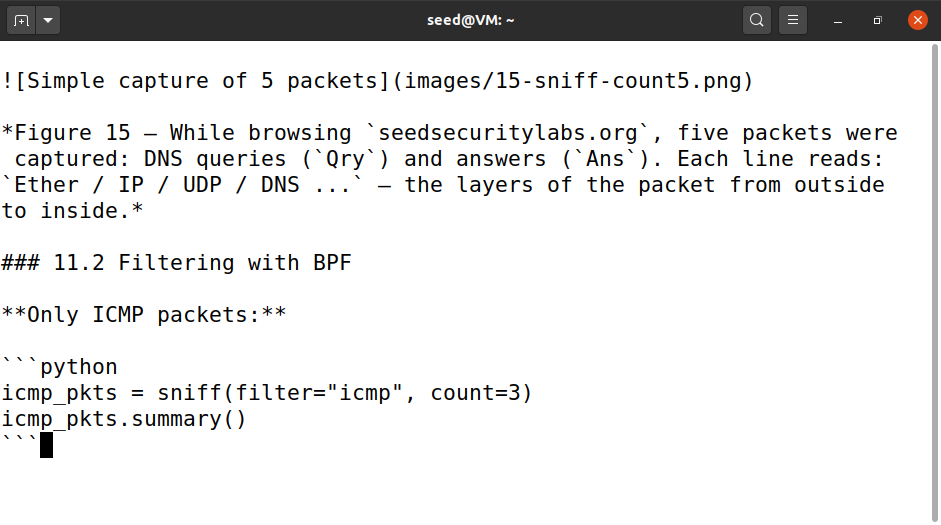 seed@VM: ~
![Simple capture of 5 packets](images/15-sniff-count5.png)
*Figure 15 — While browsing `seedsecuritylabs.org`, five packets were
captured: DNS queries (`Qry`) and answers (`Ans`). Each line reads:
`Ether / IP / UDP / DNS ...` — the layers of the packet from outside
to inside.*
### 11.2 Filtering with BPF
**Only ICMP packets:**
```python
icmp_pkts = sniff(filter="icmp", count=3)
icmp_pkts.summary()
```